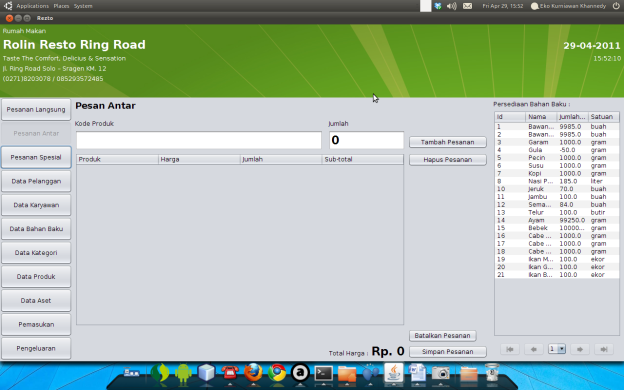 Applications Places System
Fri Apr 29, 15:52 Eko Kurniawan Khannedy
Resto
Rumah Makan
Rolin Resto Ring Road
29-04-2011
Taste The Comfort, Delicius & Sensation
15:52:10
Jl. Ring Road Solo - Sragen KM. 12
(0271)8203078 / 085293572485
Pesanan Langsung
Pesanan Antar
Pesanan Spesial
Data Pelanggan
Data Karyawan
Data Bahan Baku
Data Kategori
Data Produk
Data Aset
Pemasukan
Pengeluaran
Pesan Antar
Kode Produk Jumlah
0
Tambah Pesanan
Produk Harga Jumlah Sub-total
Hapus Pesanan
Batalkan Pesanan
Total Harga : Rp. 0
Simpan Pesanan
Persediaan Bahan Baku :
Id Nama Jumlah... Satuan
1 Bawan... 9985.0 buah
2 Bawan... 9985.0 buah
3 Garam 1000.0 gram
4 Gula -50.0 gram
5 Pecin 1000.0 gram
6 Susu 1000.0 gram
7 Kopi 1000.0 gram
8 Nasi P... 185.0 liter
10 Jeruk 70.0 buah
11 Jambu 100.0 buah
12 Sema... 84.0 buah
13 Telur 100.0 butir
14 Ayam 99250.0 gram
15 Bebek 10000... gram
16 Cabe ... 1000.0 gram
17 Cabe ... 1000.0 gram
18 Cabe ... 1000.0 gram
19 Ikan M... 100.0 ekor
20 Ikan G... 100.0 ekor
21 Ikan B... 100.0 ekor
1